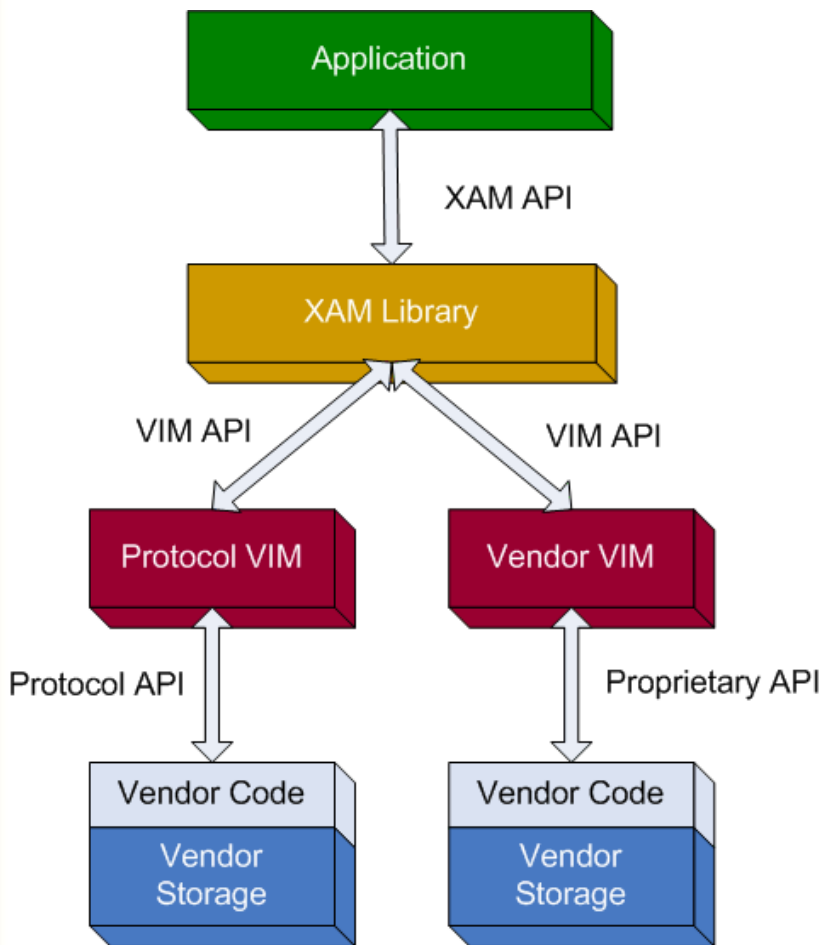 Application
XAM API
XAM Library
VIM API
VIM API
Protocol VIM
Vendor VIM
Protocol API
Proprietary API
Vendor Code
Vendor Code
Vendor
Storage
Vendor
Storage